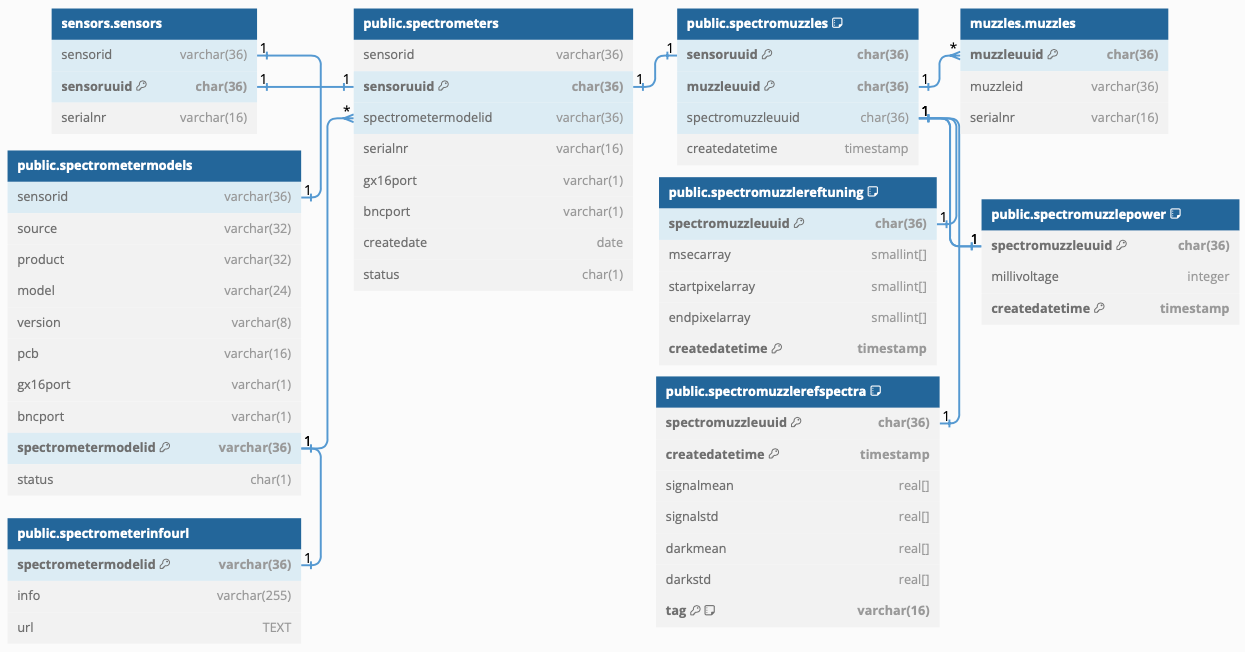 sensors.sensors
sensorid varchar(36)
sensoruuid char(36)
serialnr varchar(16)
1
1
public.spectrometers
sensorid varchar(36)
sensoruuid char(36)
spectrometermodelid varchar(36)
serialnr varchar(16)
gx16port varchar(1)
bncport varchar(1)
createdate date
status char(1)
1
*
1
public.spectromuzzles
sensoruuid char(36)
muzzleuuid char(36)
spectromuzzleuuid char(36)
createdatetime timestamp
1
1
1
muzzles.muzzles
muzzleuuid char(36)
muzzleid varchar(36)
serialnr varchar(16)
*
public.spectrometermodels
sensorid varchar(36)
source varchar(32)
product varchar(32)
model varchar(24)
version varchar(8)
pcb varchar(16)
gx16port varchar(1)
bncport varchar(1)
spectrometermodelid varchar(36)
status char(1)
1
1
public.spectromuzzlereftuning
spectromuzzleuuid char(36)
msecarray smallint[]
startpixelarray smallint[]
endpixelarray smallint[]
createdatetime timestamp
1
public.spectromuzzlepower
spectromuzzleuuid char(36)
millivoltage integer
createdatetime timestamp
1
public.spectromuzzlerefspectra
spectromuzzleuuid char(36)
createdatetime timestamp
signalmean real[]
signalstd real[]
darkmean real[]
darkstd real[]
tag varchar(16)
1
public.spectrometerinfourl
spectrometermodelid varchar(36)
info varchar(255)
url TEXT
1